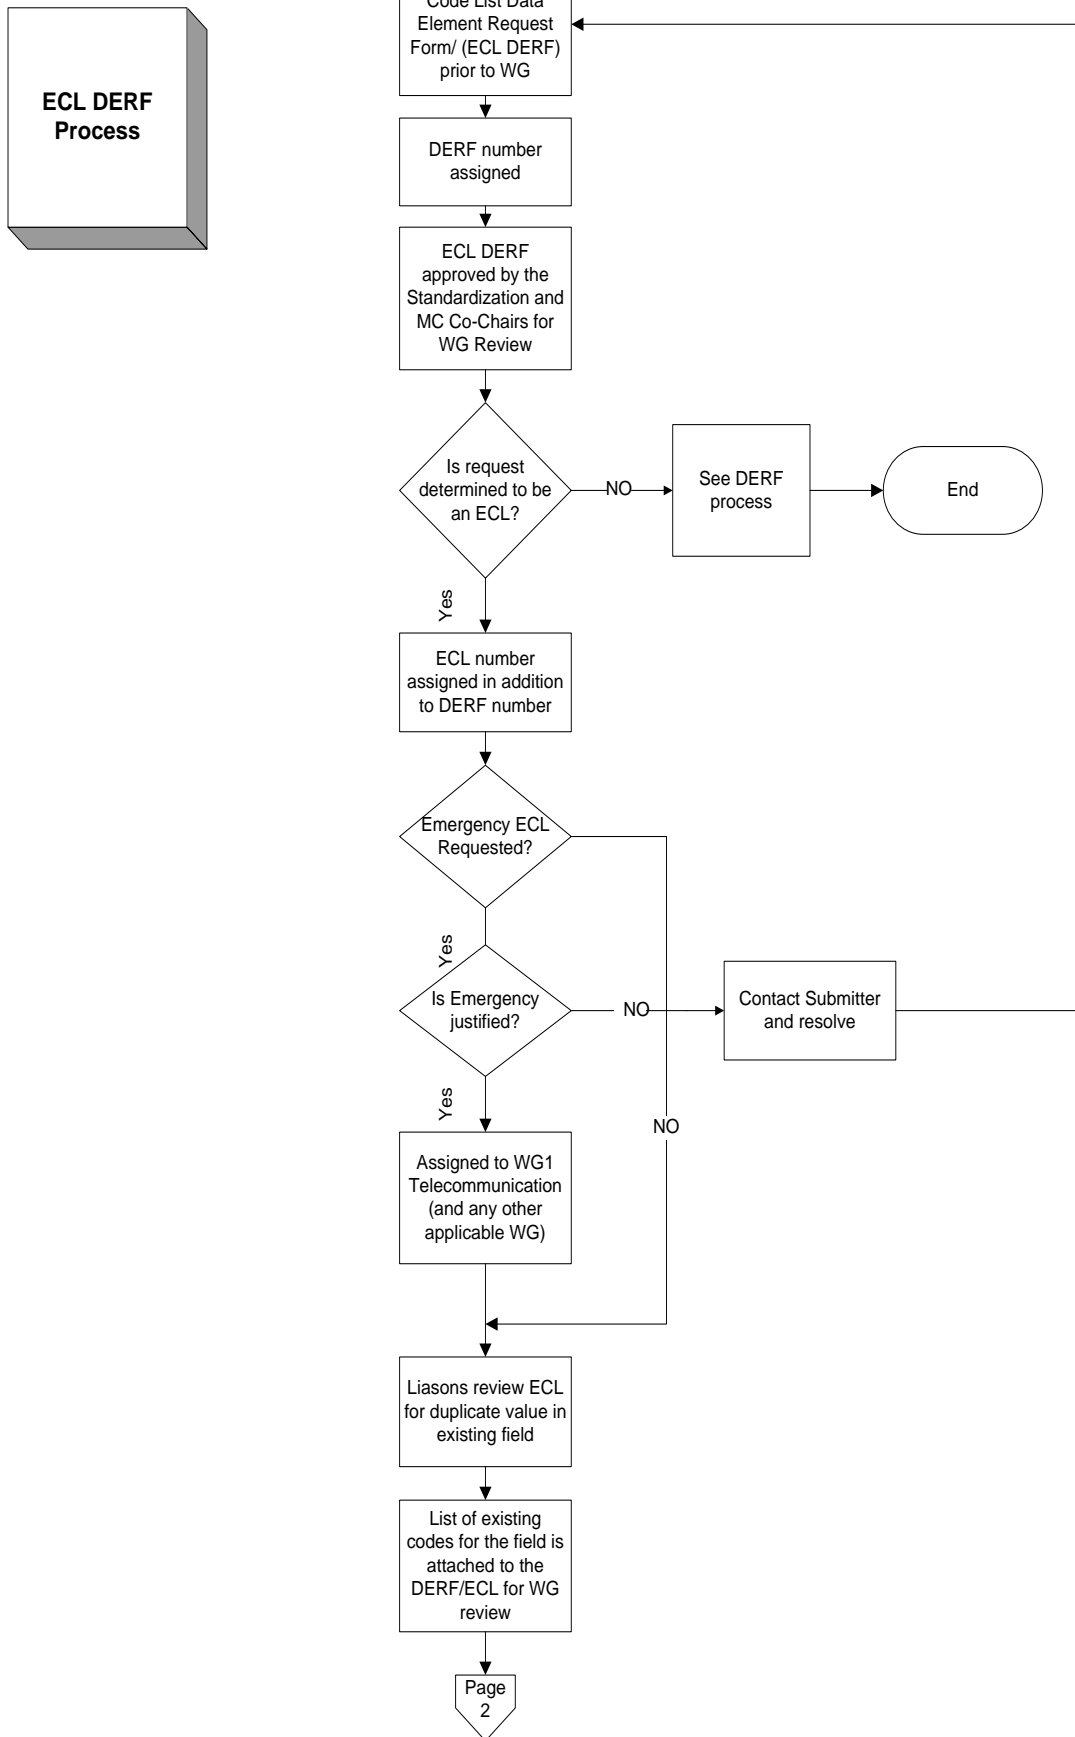 ECL DERF
Process
Code List Data
Element Request
Form/ (ECL DERF)
prior to WG
DERF number
assigned
ECL DERF
approved by the
Standardization and
MC Co-Chairs for
WG Review
Is request
determined to be
an ECL?
NO
See DERF
process
End
Yes
ECL number
assigned in addition
to DERF number
Emergency ECL
Requested?
Yes
Is Emergency
justified?
NO
Contact Submitter
and resolve
Yes
NO
Assigned to WG1
Telecommunication
(and any other
applicable WG)
Liasons review ECL
for duplicate value in
existing field
List of existing
codes for the field is
attached to the
DERF/ECL for WG
review
Page
2